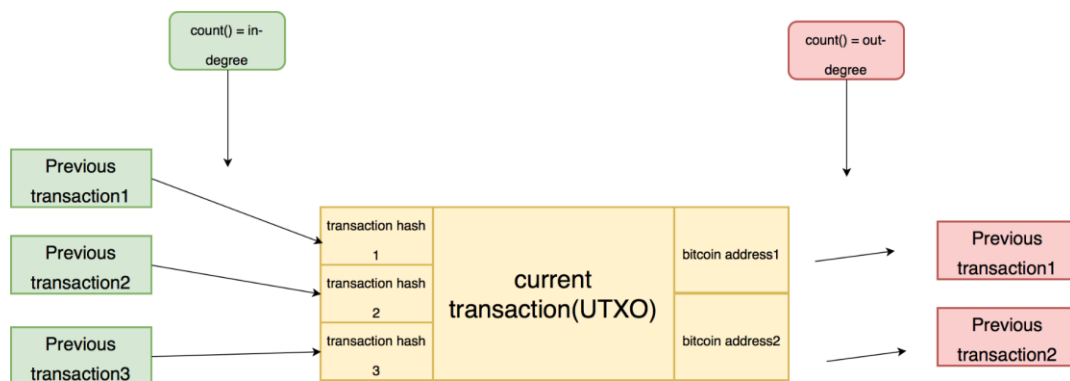 count() = in-
degree
count() = out-
degree
Previous
transaction1
Previous
transaction2
Previous
transaction3
transaction hash
1
transaction hash
2
transaction hash
3
current
transaction(UTXO)
bitcoin address1
bitcoin address2
Previous
transaction1
Previous
transaction2